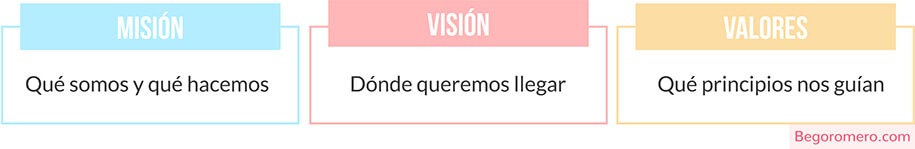 MISIÓN
Qué somos y qué hacemos
VISIÓN
Dónde queremos llegar
VALORES
Qué principios nos guían
Begoromero.com